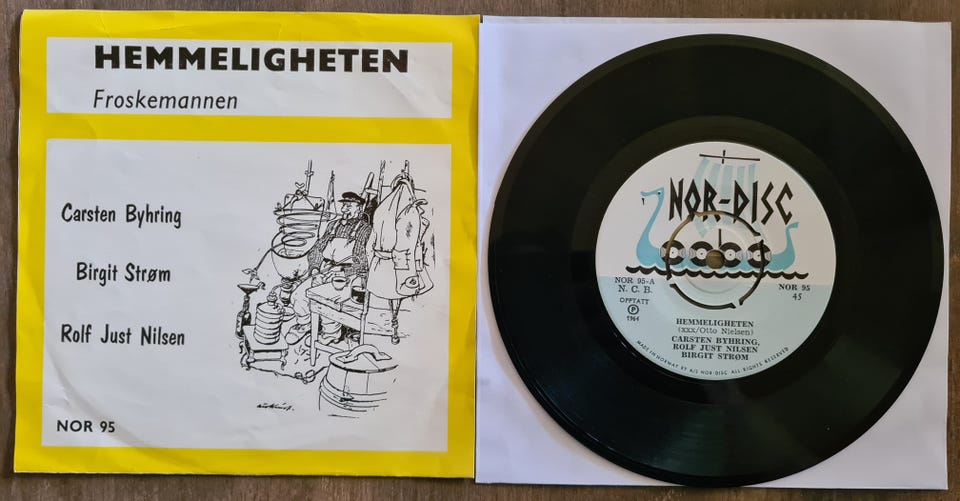 HEMMELIGHETEN
Froskemannen
Carsten Byhring
Birgit Strøm
Rolf Just Nilsen
NOR 95
NOR-DISC
NOR 95-A
N. C. B.
NOR 95
45
OPPTATT
P
1964
HEMMELIGHETEN
(xxx/Otto Nielsen)
CARSTEN BYHRING,
ROLF JUST NILSEN
BIRGIT STRØM
MADE IN NORWAY BY A/S NOR-DISC ALL RIGHTS RESERVED